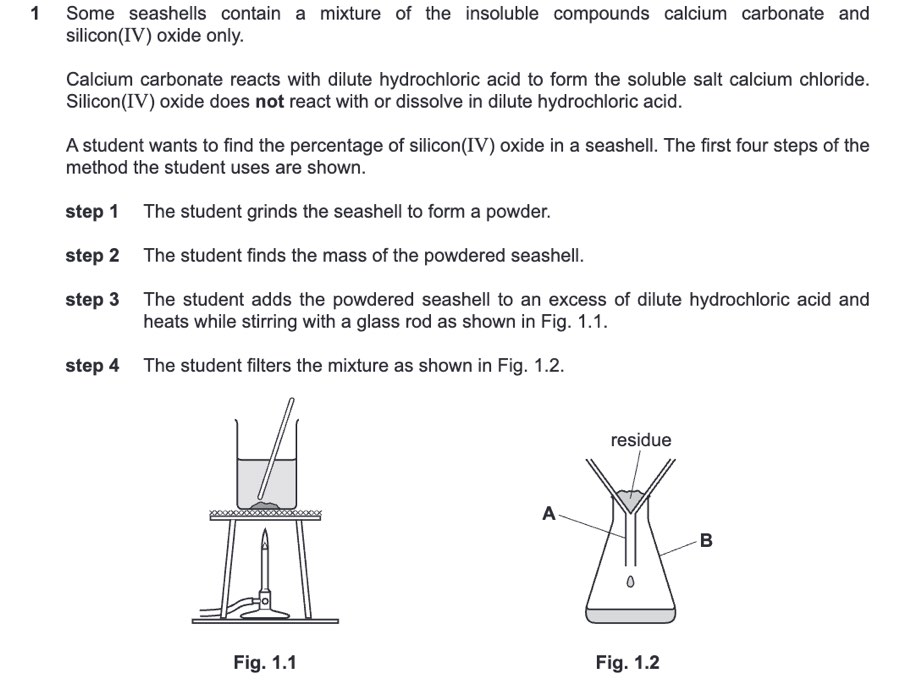 1 Some seashells contain a mixture of the insoluble compounds calcium carbonate and
silicon(IV) oxide only.
Calcium carbonate reacts with dilute hydrochloric acid to form the soluble salt calcium chloride.
Silicon(IV) oxide does not react with or dissolve in dilute hydrochloric acid.
A student wants to find the percentage of silicon(IV) oxide in a seashell. The first four steps of the
method the student uses are shown.
step 1 The student grinds the seashell to form a powder.
step 2 The student finds the mass of the powdered seashell.
step 3 The student adds the powdered seashell to an excess of dilute hydrochloric acid and
heats while stirring with a glass rod as shown in Fig. 1.1.
step 4 The student filters the mixture as shown in Fig. 1.2.
residue
A
B
Fig. 1.1
Fig. 1.2